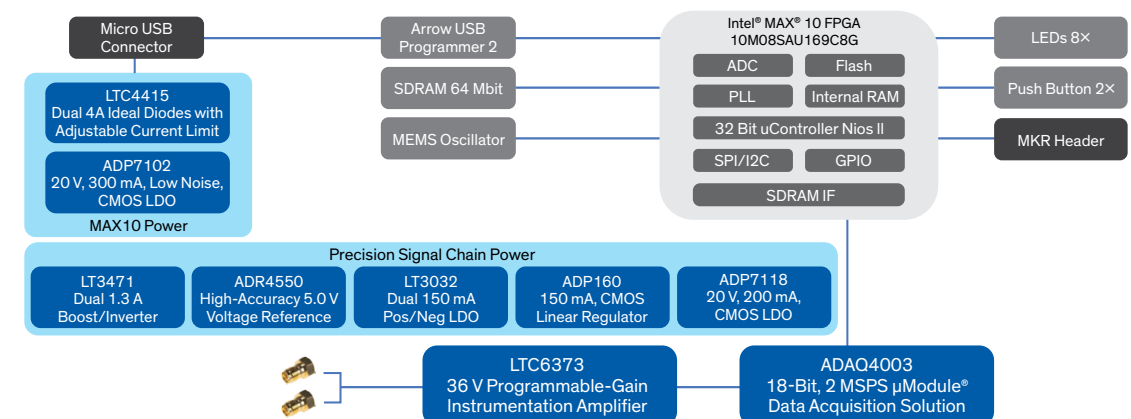 Micro USB
Connector
Arrow USB
Programmer 2
Intel® MAX® 10 FPGA
10M08SAU169C8G
LEDs 8×
ADC
Flash
LTC4415
Dual 4A Ideal Diodes with
Adjustable Current Limit
SDRAM 64 Mbit
PLL
Internal RAM
Push Button 2×
MEMS Oscillator
32 Bit uController Nios II
MKR Header
ADP7102
20 V, 300 mA, Low Noise,
CMOS LDO
SPI/I2C
GPIO
SDRAM IF
MAX10 Power
Precision Signal Chain Power
LT3471
Dual 1.3 A
Boost/Inverter
ADR4550
High-Accuracy 5.0 V
Voltage Reference
LT3032
Dual 150 mA
Pos/Neg LDO
ADP160
150 mA, CMOS
Linear Regulator
ADP7118
20 V, 200 mA,
CMOS LDO
LTC6373
36 V Programmable-Gain
Instrumentation Amplifier
ADAQ4003
18-Bit, 2 MSPS µModule®
Data Acquisition Solution